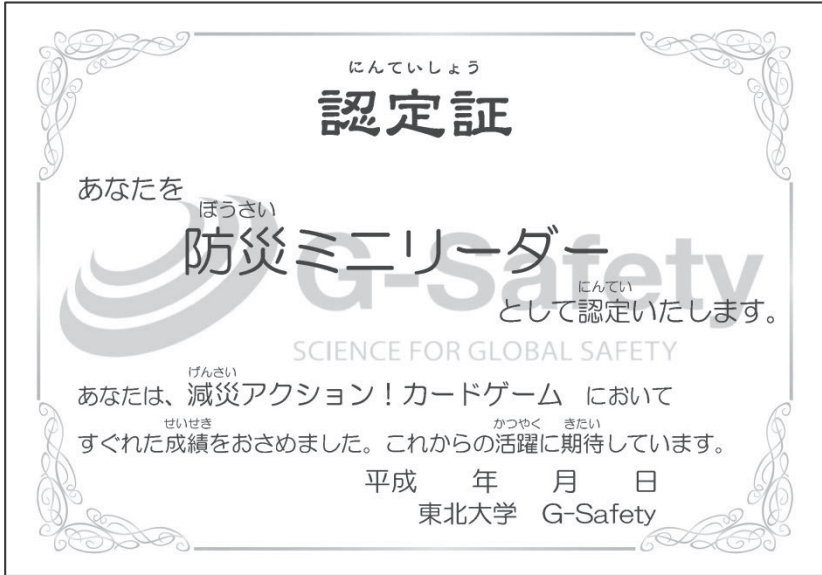 にんていしょう
認定証
あなたを
ぼうさい
防災ミニリーダー
G-Safety
にんてい
として認定いたします。
SCIENCE FOR GLOBAL SAFETY
げんさい
あなたは、減災アクション！カードゲーム　において
せいせき　かつやく　きたい
すぐれた成績をおさめました。これからの活躍に期待しています。
平成　年　月　日
東北大学　G-Safety